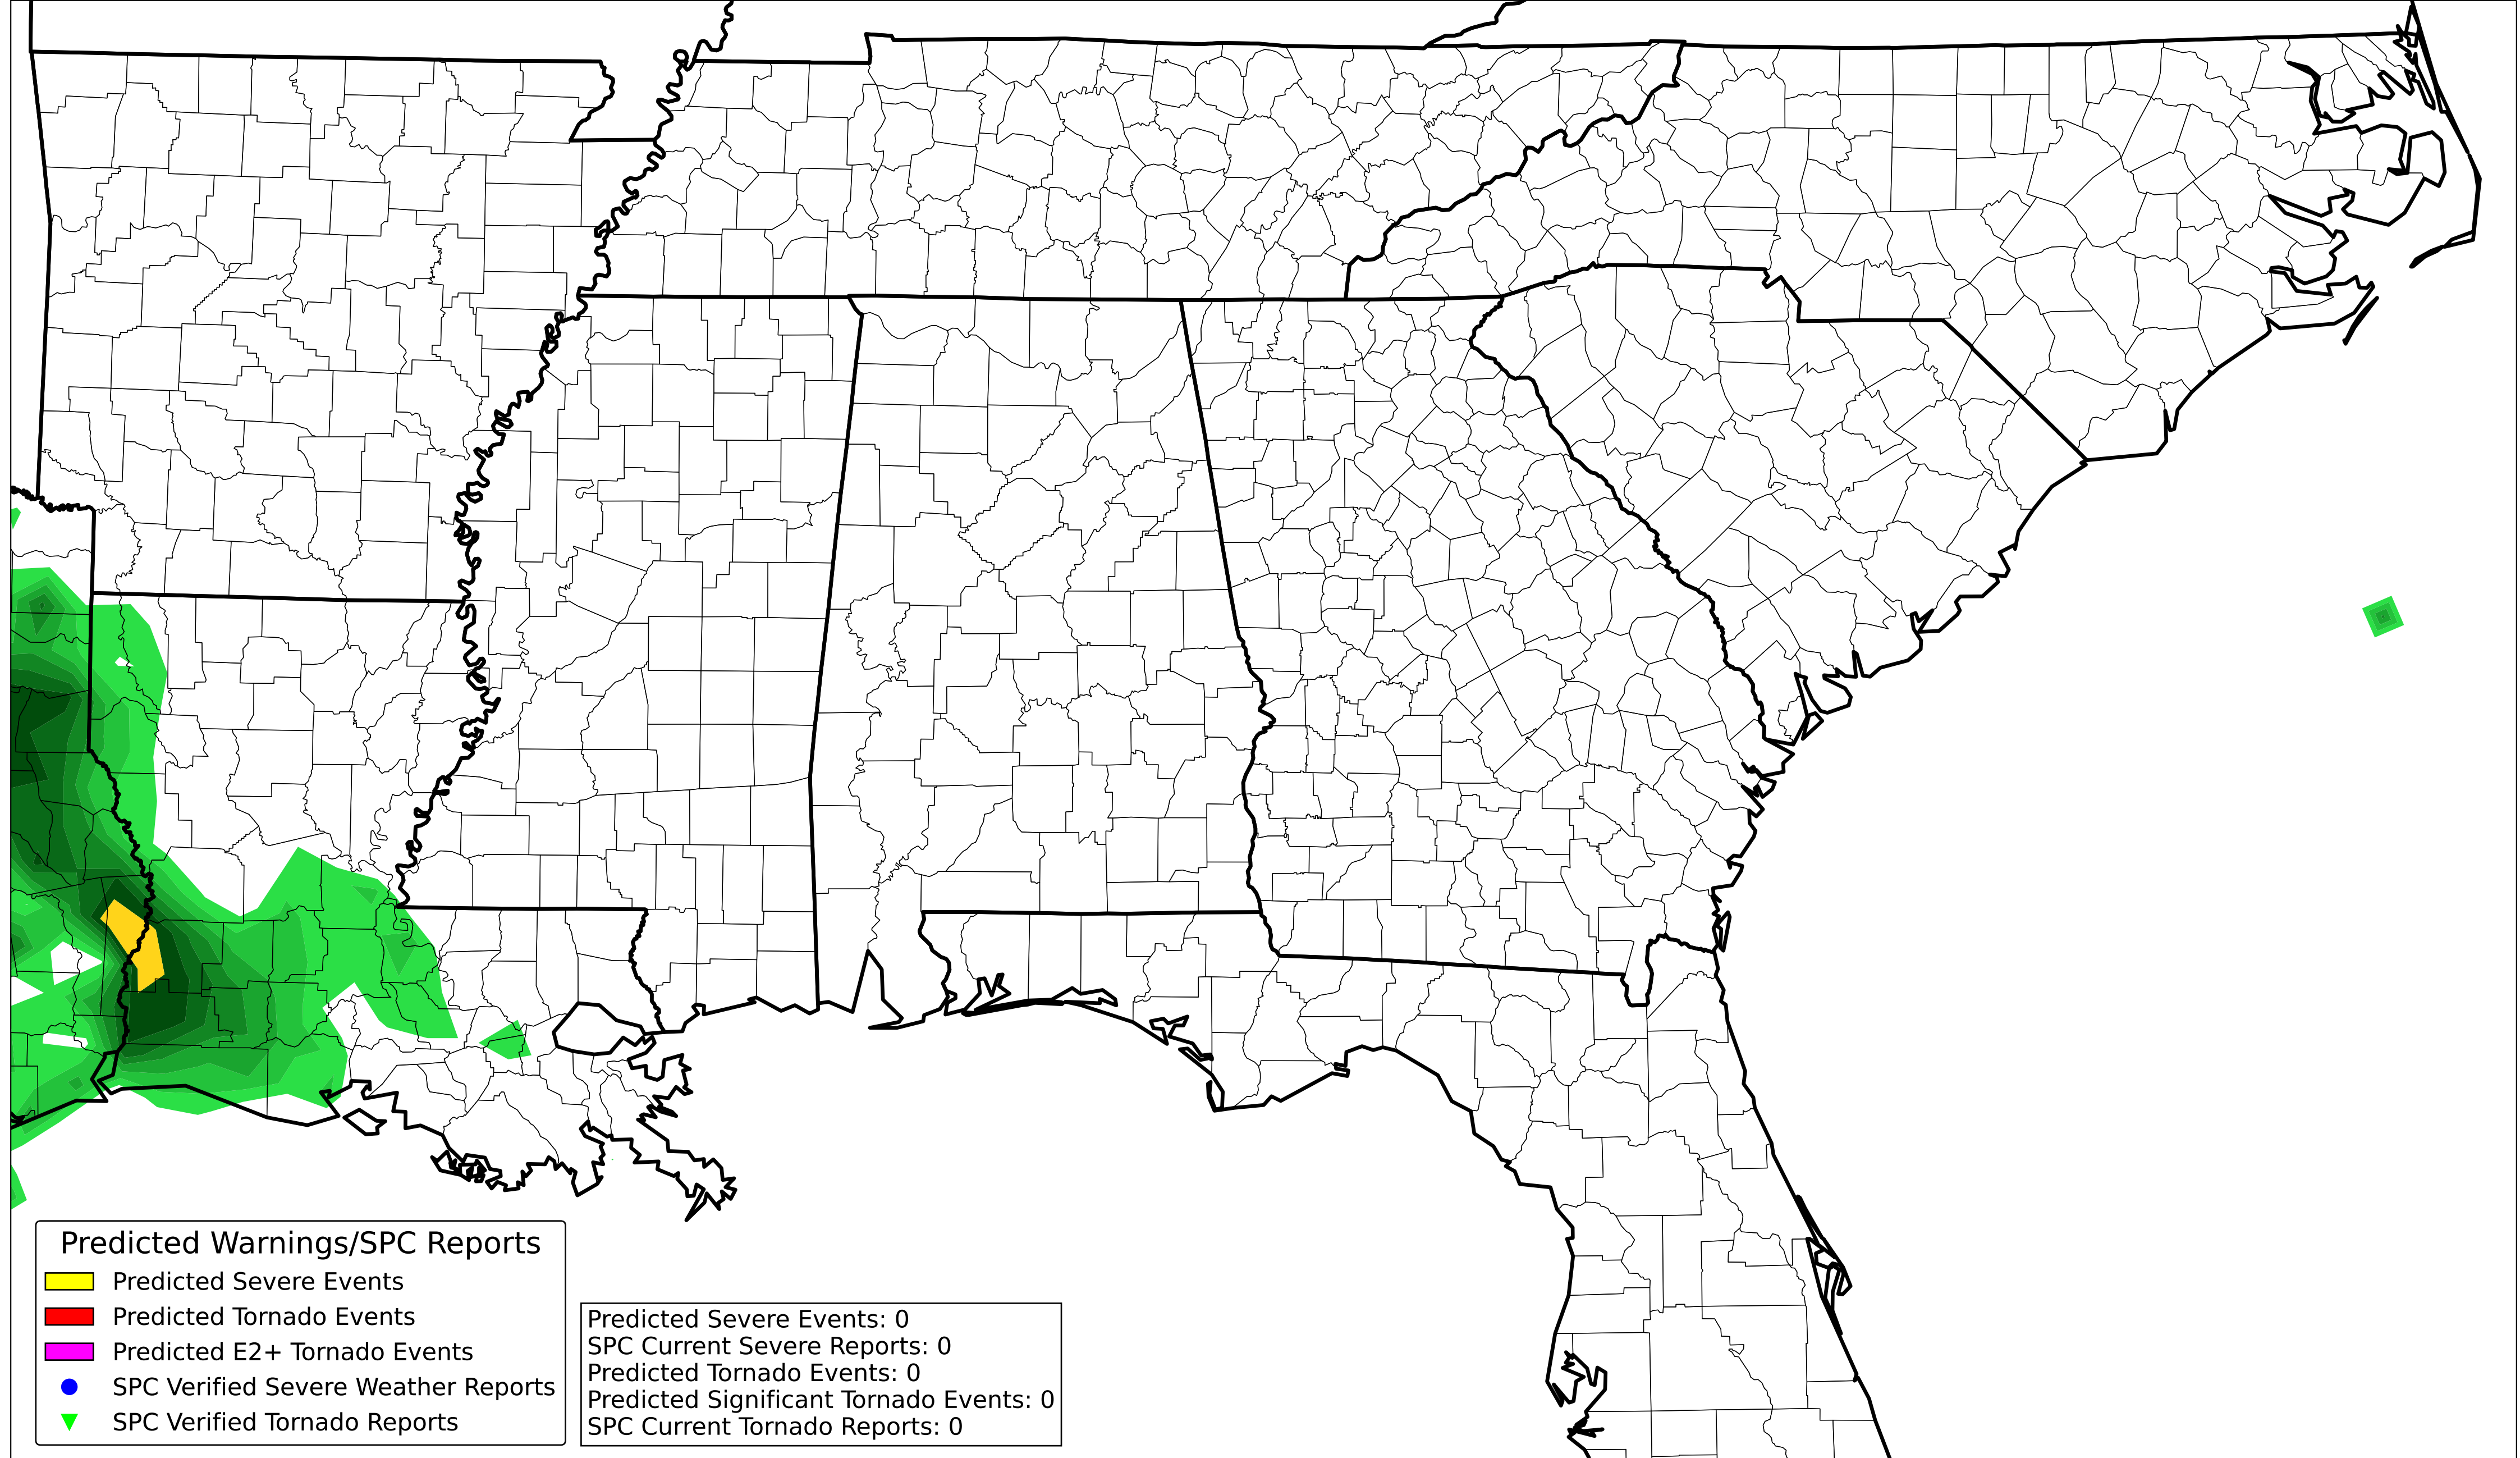 Predicted Warnings/SPC Reports
Predicted Severe Events
Predicted Tornado Events
Predicted E2+ Tornado Events
SPC Verified Severe Weather Reports
SPC Verified Tornado Reports
Predicted Severe Events: 0
SPC Current Severe Reports: 0
Predicted Tornado Events: 0
Predicted Significant Tornado Events: 0
SPC Current Tornado Reports: 0